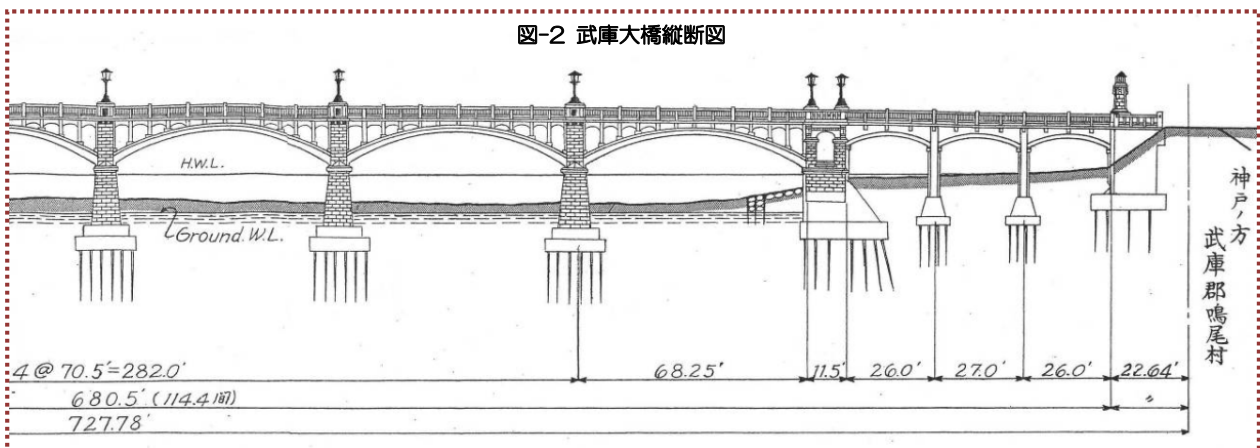 図-2 武庫大橋縦断図
H.W.L.
Ground.W.L.
神戸ノ方
武庫郡鳴尾村
4 @ 70.5'=282.0'
68.25'
11.5'
26.0'
27.0'
26.0'
22.64'
680.5' (114.4間)
〃
727.78'